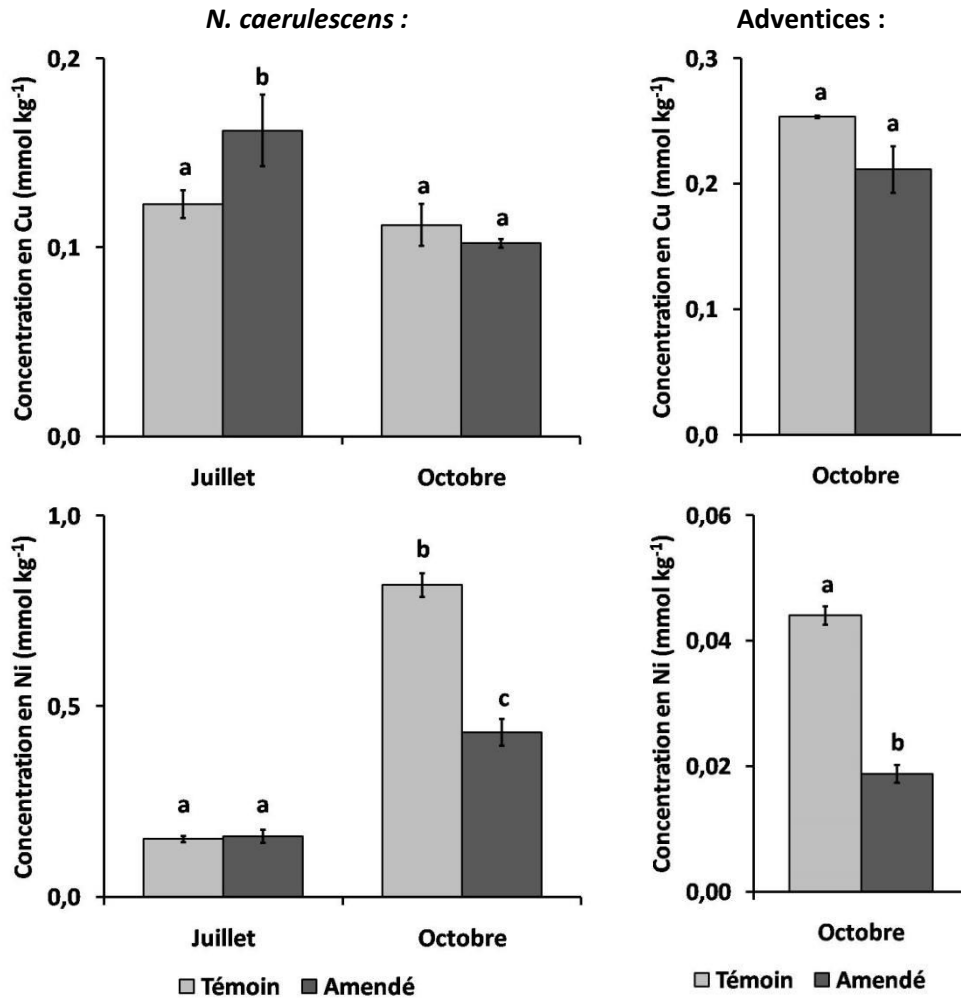 N. caerulescens :
Adventices :
Concentration en Cu (mmol kg⁻¹)
0,2
0,1
0,0
a
b
a
a
Juillet
Octobre
Concentration en Cu (mmol kg⁻¹)
0,3
0,2
0,1
0,0
a
a
Octobre
Concentration en Ni (mmol kg⁻¹)
1,0
0,5
0,0
a
a
b
c
Juillet
Octobre
Témoin
Amendé
Concentration en Ni (mmol kg⁻¹)
0,06
0,04
0,02
0,00
a
b
Octobre
Témoin
Amendé